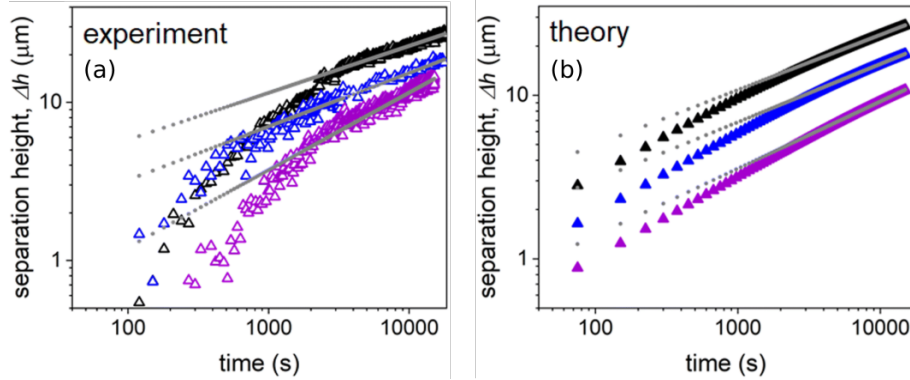 experiment
(a)
separation height, Δh (μm)
10
1
100
1000
10000
time (s)
theory
(b)
separation height, Δh (μm)
10
1
100
1000
10000
time (s)